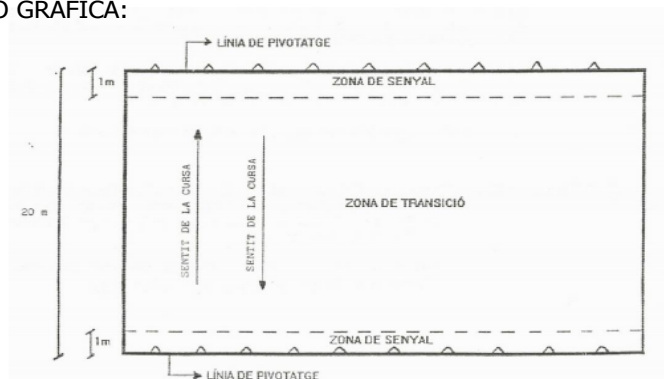 Ó GRÀFICA:
LÍNIA DE PIVOTATGE
1m
ZONA DE SENYAL
SENTIT DE LA CURSA
SENTIT DE LA CURSA
20 m
ZONA DE TRANSICIÓ
1m
ZONA DE SENYAL
LÍNIA DE PIVOTATGE